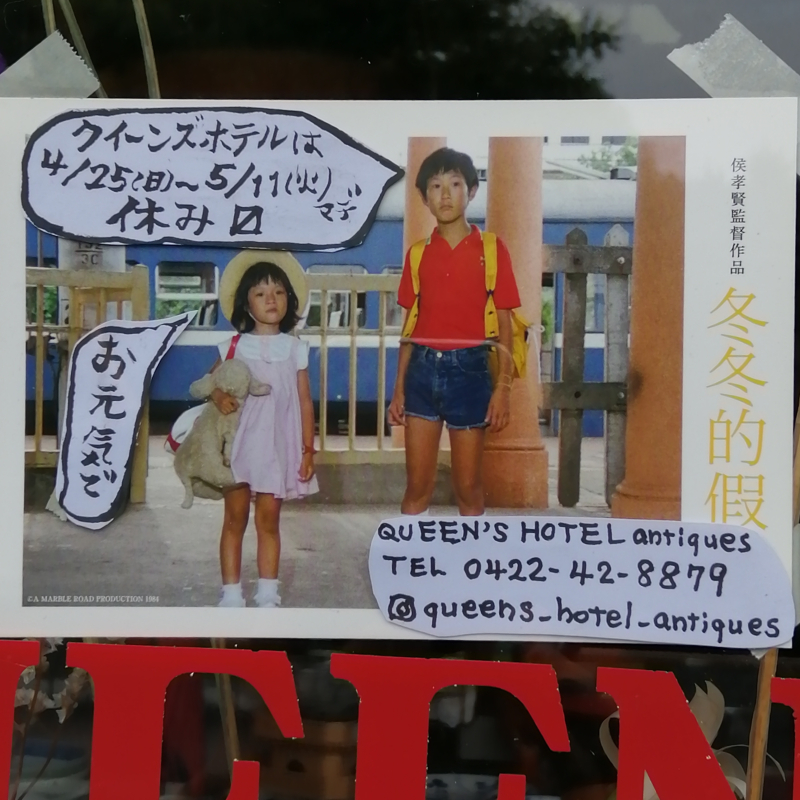 クイーンズホテルは
4/25(日)〜5/11(火)マデ
休み〼
お元気で
侯孝賢監督作品
冬冬的假
©A MARBLE ROAD PRODUCTION 1984
QUEEN'S HOTEL antiques
TEL 0422-42-8879
@queens_hotel_antiques
EEN